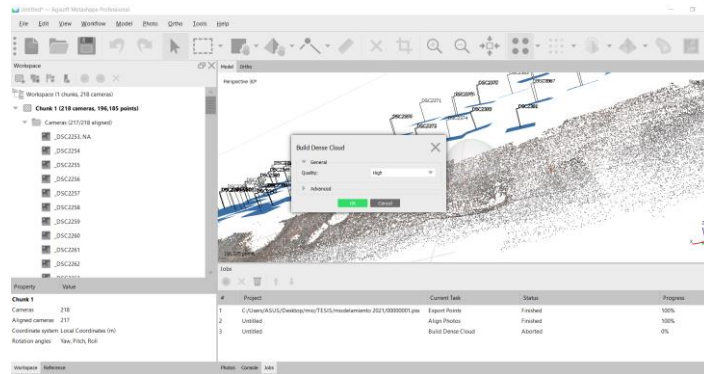 Untitled* — Agisoft Metashape Professional
File Edit View Workflow Model Photo Ortho Tools Help
Workspace
Model Ortho
Perspective 30°
Workspace (1 chunks, 218 cameras)
Chunk 1 (218 cameras, 196,185 points)
Cameras (217/218 aligned)
_DSC2253, NA
_DSC2254
_DSC2255
_DSC2256
_DSC2257
_DSC2258
_DSC2259
_DSC2260
_DSC2261
_DSC2262
Build Dense Cloud
General
Quality: High
Advanced
OK Cancel
Property Value
Chunk 1
Cameras 218
Aligned cameras 217
Coordinate system Local Coordinates (m)
Rotation angles Yaw, Pitch, Roll
Workspace Reference
Jobs
# Project Current Task Status Progress
1 C:/Users/ASUS/Desktop/mio/TESIS/modelamiento 2021/00000001.psx Export Points Finished 100%
2 Untitled Align Photos Finished 100%
3 Untitled Build Dense Cloud Aborted 0%
Photos Console Jobs